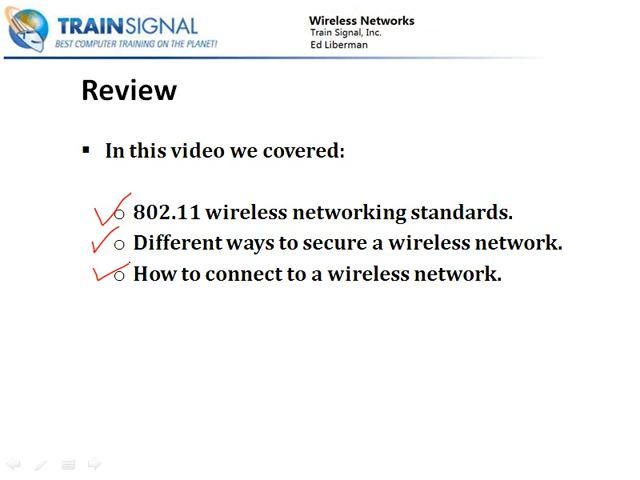 TRAINSIGNAL
BEST COMPUTER TRAINING ON THE PLANET!
Wireless Networks
Train Signal, Inc.
Ed Liberman
Review
In this video we covered:
802.11 wireless networking standards.
Different ways to secure a wireless network.
How to connect to a wireless network.